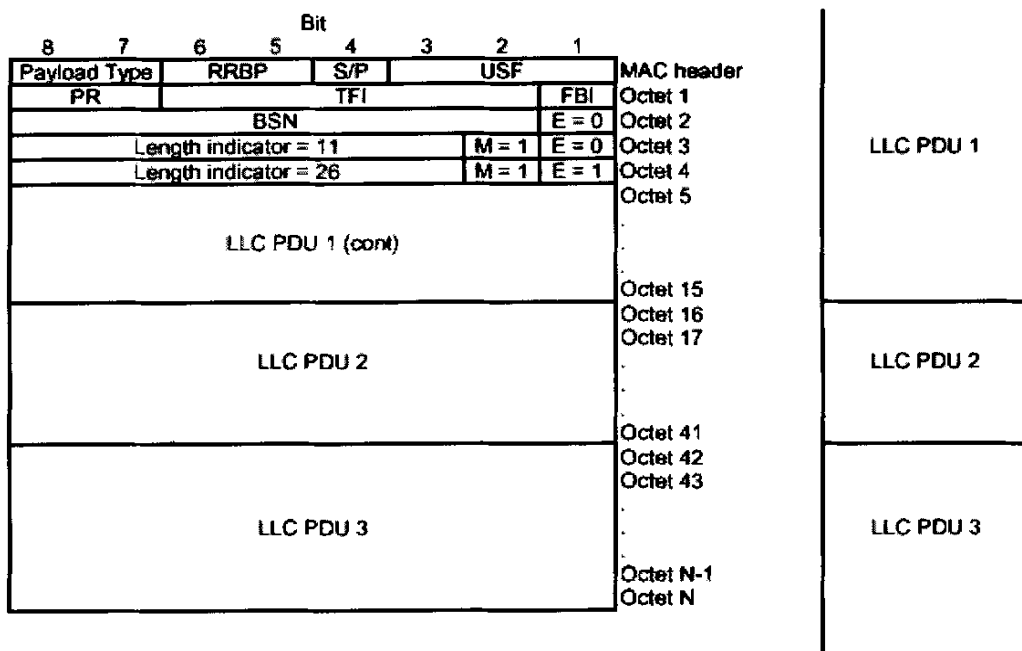 Bit
8 7 6 5 4 3 2 1
Payload Type RRBP S/P USF MAC header
PR TFI FBI Octet 1
BSN E = 0 Octet 2
Length indicator = 11 M = 1 E = 0 Octet 3
Length indicator = 26 M = 1 E = 1 Octet 4
Octet 5
.
LLC PDU 1 (cont)
.
.
Octet 15
Octet 16
Octet 17
LLC PDU 2
.
.
.
Octet 41
Octet 42
Octet 43
.
LLC PDU 3
.
.
Octet N-1
Octet N
LLC PDU 1
LLC PDU 2
LLC PDU 3